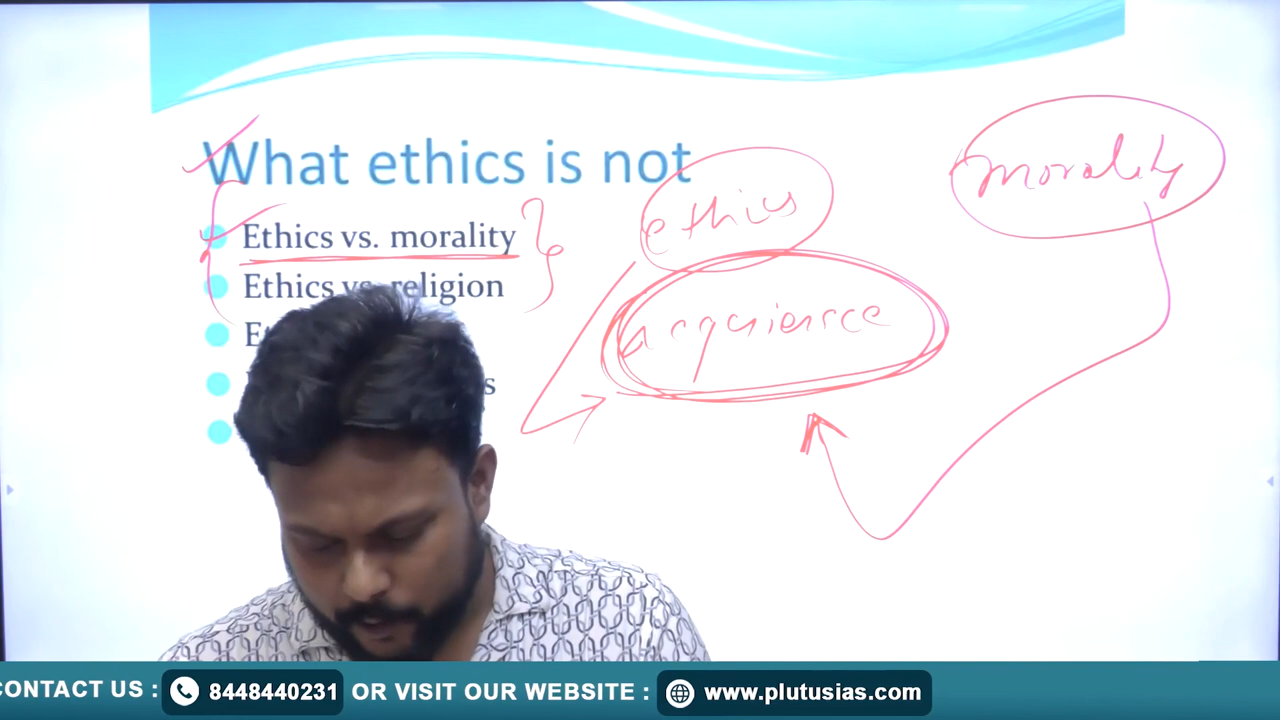 What ethics is not
Ethics vs. morality
Ethics vs. religion
ethics
morality
CONTACT US : 8448440231 OR VISIT OUR WEBSITE : www.plutusias.com